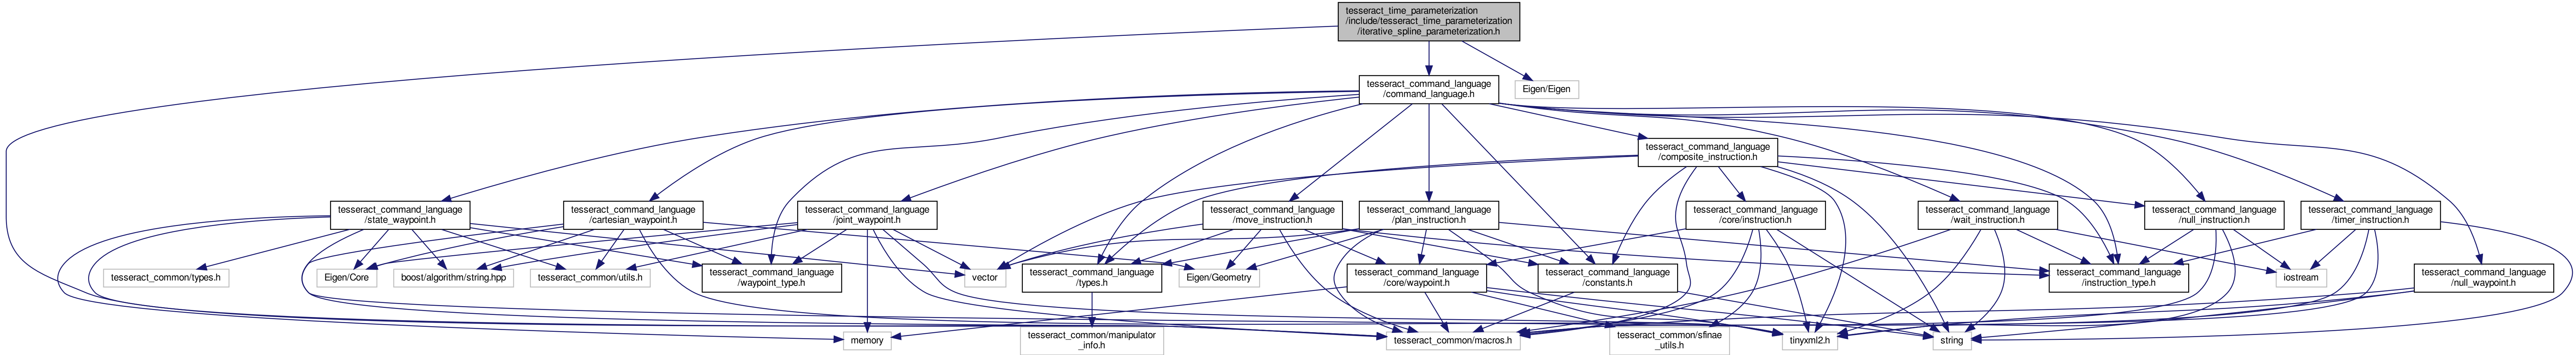 tesseract_time_parameterization
/include/tesseract_time_parameterization
/iterative_spline_parameterization.h
tesseract_command_language
/command_language.h
Eigen/Eigen
tesseract_command_language
/composite_instruction.h
tesseract_command_language
/state_waypoint.h
tesseract_command_language
/cartesian_waypoint.h
tesseract_command_language
/joint_waypoint.h
tesseract_command_language
/move_instruction.h
tesseract_command_language
/plan_instruction.h
tesseract_command_language
/core/instruction.h
tesseract_command_language
/wait_instruction.h
tesseract_command_language
/null_instruction.h
tesseract_command_language
/timer_instruction.h
tesseract_common/types.h
Eigen/Core
boost/algorithm/string.hpp
tesseract_common/utils.h
tesseract_command_language
/waypoint_type.h
vector
tesseract_command_language
/types.h
Eigen/Geometry
tesseract_command_language
/core/waypoint.h
tesseract_command_language
/constants.h
tesseract_command_language
/instruction_type.h
iostream
tesseract_command_language
/null_waypoint.h
memory
tesseract_common/manipulator
_info.h
tesseract_common/macros.h
tesseract_common/sfinae
_utils.h
tinyxml2.h
string